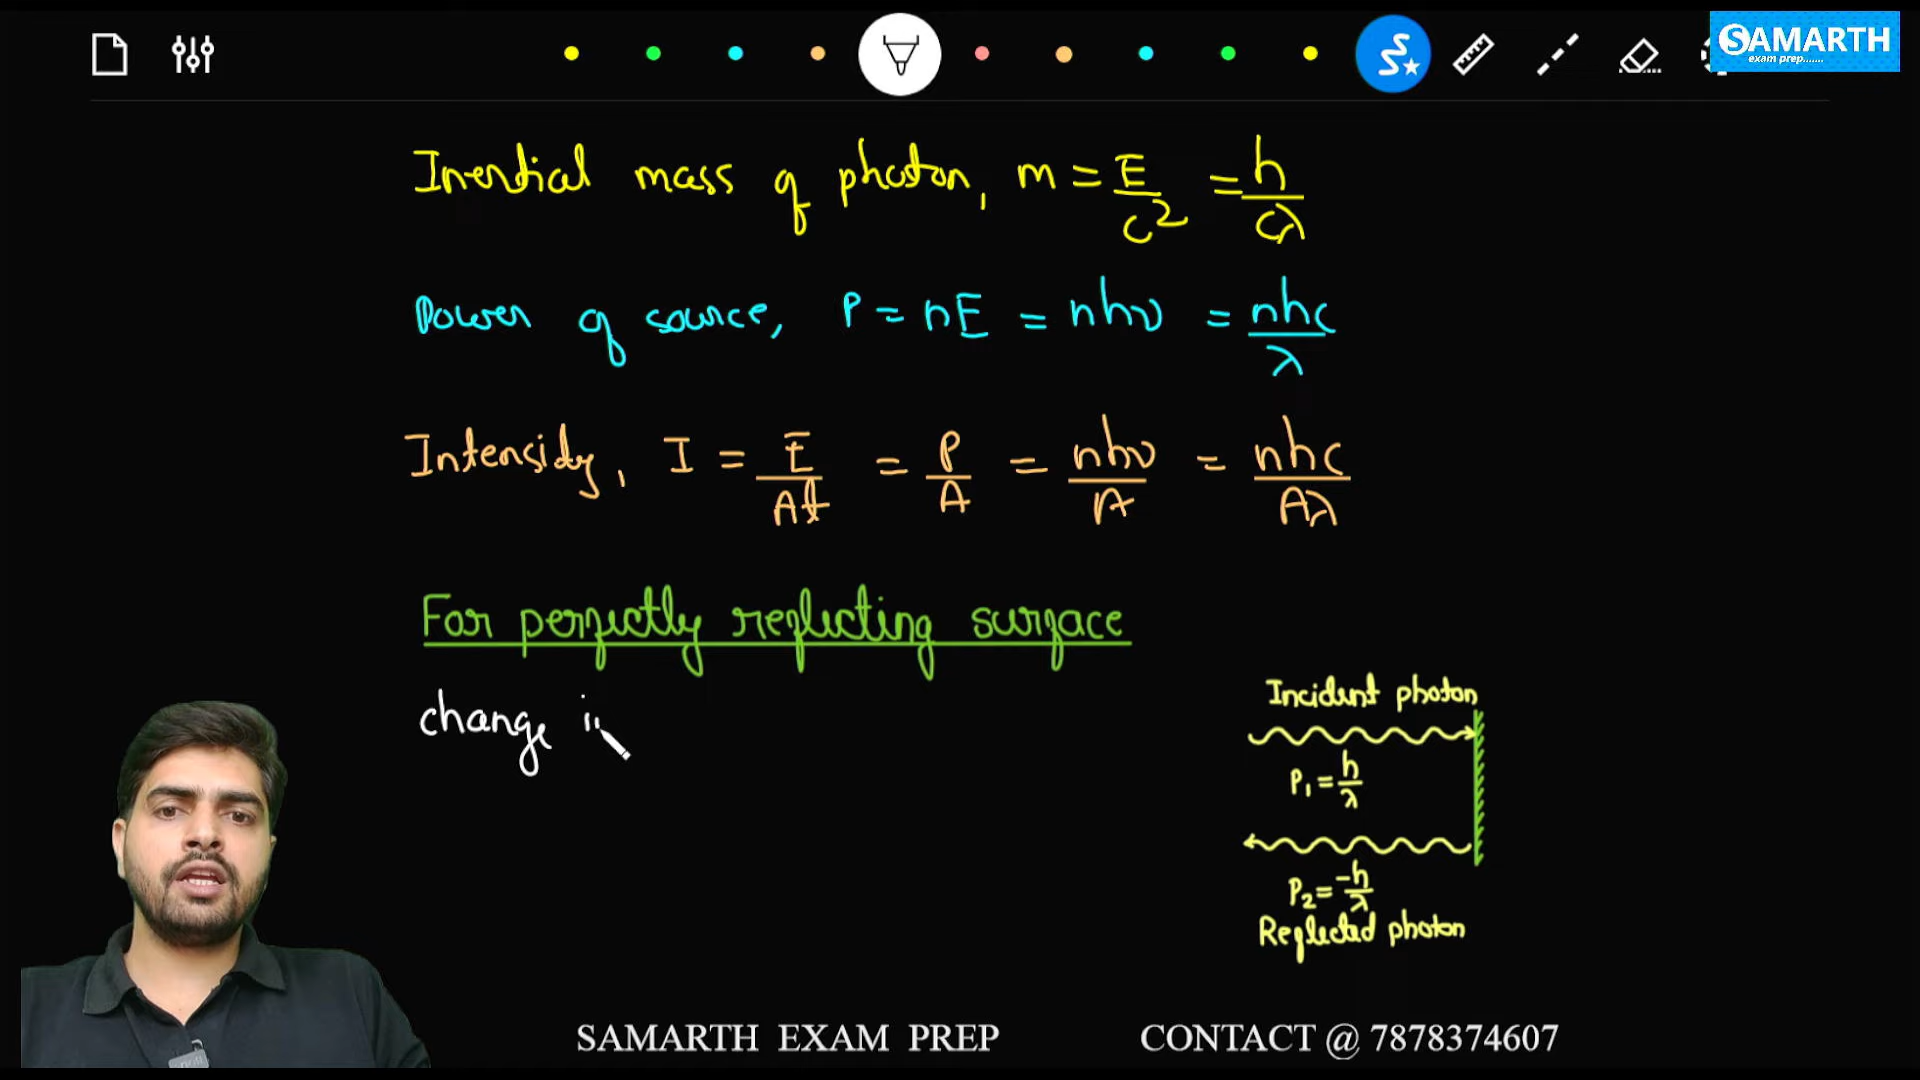 SAMARTH
exam prep.......
Inertial mass of photon, m = E/c² = h/cλ
Power of source, P = nE = nhν = nhc/λ
Intensity, I = E/At = P/A = nhν/A = nhc/Aλ
For perfectly reflecting surface
change in
Incident photon
P₁ = h/λ
P₂ = -h/λ
Reflected photon
SAMARTH EXAM PREP CONTACT @ 7878374607